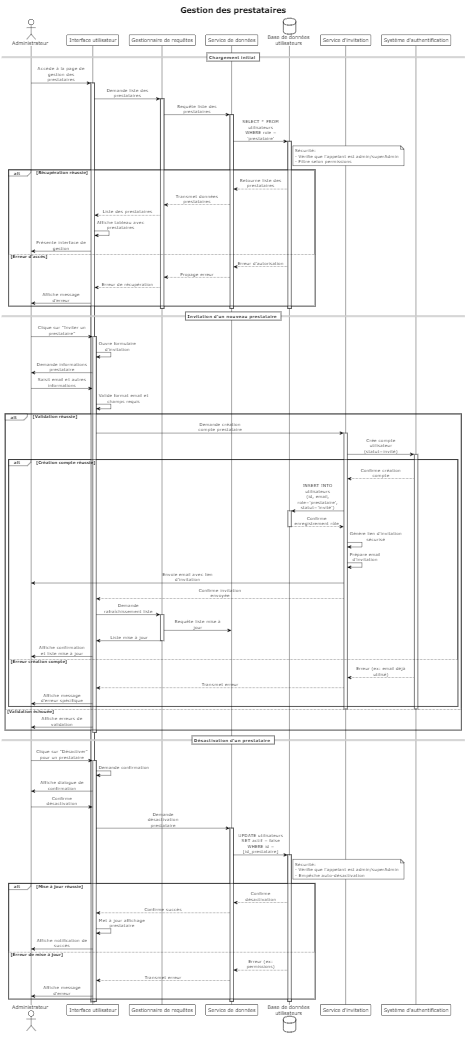 Gestion des prestataires
Administrateur
Interface utilisateur
Gestionnaire de requêtes
Service de données
Base de données
utilisateurs
Service d'invitation
Système d'authentification
Chargement initial
Accède à la page de
gestion des
prestataires
Demande liste des
prestataires
Requête liste des
prestataires
SELECT * FROM
utilisateurs
WHERE role =
'prestataire'
Sécurité:
- Vérifie que l'appelant est admin/superAdmin
- Filtre selon permissions
alt
[Récupération réussie]
Retourne liste des
prestataires
Transmet données
prestataires
Liste des prestataires
Affiche tableau avec
prestataires
Présente interface de
gestion
[Erreur d'accès]
Erreur d'autorisation
Propage erreur
Erreur de récupération
Affiche message
d'erreur
Invitation d'un nouveau prestataire
Clique sur "Inviter un
prestataire"
Ouvre formulaire
d'invitation
Demande informations
prestataire
Saisit email et autres
informations
Valide format email et
champs requis
alt
[Validation réussie]
Demande création
compte prestataire
Crée compte
utilisateur
(statut=invité)
alt
[Création compte réussie]
Confirme création
compte
INSERT INTO
utilisateurs
(id, email,
role='prestataire',
statut='invité')
Confirme
enregistrement rôle
Génère lien d'invitation
sécurisé
Prépare email
d'invitation
Envoie email avec lien
d'invitation
Confirme invitation
envoyée
Demande
rafraîchissement liste
Requête liste mise à
jour
Liste mise à jour
Affiche confirmation
et liste mise à jour
[Erreur création compte]
Erreur (ex: email déjà
utilisé)
Transmet erreur
Affiche message
d'erreur spécifique
[Validation échouée]
Affiche erreurs de
validation
Désactivation d'un prestataire
Clique sur "Désactiver"
pour un prestataire
Demande confirmation
Affiche dialogue de
confirmation
Confirme
désactivation
Demande
désactivation
prestataire
UPDATE utilisateurs
SET actif = false
WHERE id =
[id_prestataire]
Sécurité:
- Vérifie que l'appelant est admin/superAdmin
- Empêche auto-désactivation
alt
[Mise à jour réussie]
Confirme
désactivation
Confirme succès
Met à jour affichage
prestataire
Affiche notification de
succès
[Erreur de mise à jour]
Erreur (ex:
permissions)
Transmet erreur
Affiche message
d'erreur
Administrateur
Interface utilisateur
Gestionnaire de requêtes
Service de données
Base de données
utilisateurs
Service d'invitation
Système d'authentification